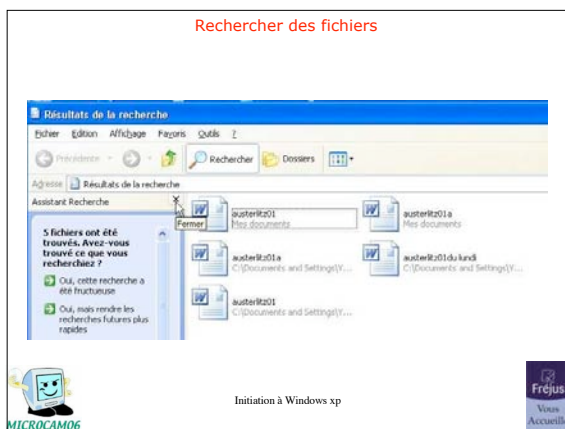 Rechercher des fichiers
Résultats de la recherche
Fichier Edition Affichage Favoris Outils ?
Précédente Rechercher Dossiers
Adresse Résultats de la recherche
Assistant Recherche
Fermer
5 fichiers ont été
trouvés. Avez-vous
trouvé ce que vous
recherchiez ?
Oui, cette recherche a
été fructueuse
Oui, mais rendre les
recherches futures plus
rapides
austerlitz01
Mes documents
austerlitz01a
Mes documents
austerlitz01a
C:\Documents and Settings\Y...
austerlitz01du lundi
C:\Documents and Settings\Y...
austerlitz01
C:\Documents and Settings\Y...
MICROCAM06
Initiation à Windows xp
Fréjus
Vous
Accueille